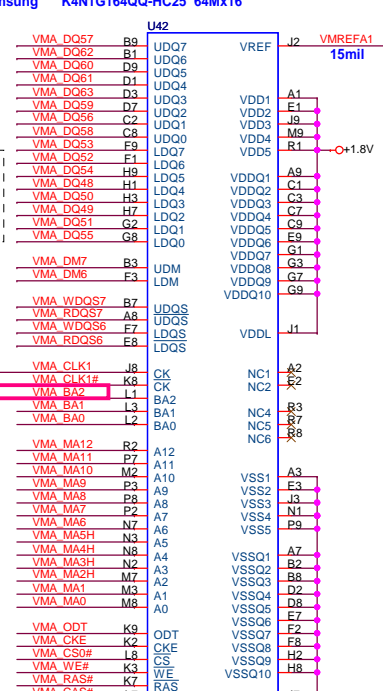 msung K4N1G164QQ-HC25 64Mx16
U42
VMA_DQ57 B9 UDQ7 VREF J2 VMREFA1
VMA_DQ62 B1 UDQ6 15mil
VMA_DQ60 D9 UDQ5
VMA_DQ61 D1 UDQ4
VMA_DQ63 D3 UDQ3 VDD1 A1
VMA_DQ59 D7 UDQ2 VDD2 E1
VMA_DQ56 C2 UDQ1 VDD3 J9
VMA_DQ58 C8 UDQ0 VDD4 M9
VMA_DQ53 F9 LDQ7 VDD5 R1 +1.8V
VMA_DQ52 F1 LDQ6
VMA_DQ54 H9 LDQ5 VDDQ1 A9
VMA_DQ48 H1 LDQ4 VDDQ2 C1
VMA_DQ50 H3 LDQ3 VDDQ3 C3
VMA_DQ49 H7 LDQ2 VDDQ4 C7
VMA_DQ51 G2 LDQ1 VDDQ5 C9
VMA_DQ55 G8 LDQ0 VDDQ6 E9
VDDQ7 G1
VMA_DM7 B3 UDM VDDQ8 G3
VMA_DM6 F3 LDM VDDQ9 G7
VDDQ10 G9
VMA_WDQS7 B7 UDQS
VMA_RDQS7 A8 UDQS
VMA_WDQS6 F7 LDQS VDDL J1
VMA_RDQS6 E8 LDQS
VMA_CLK1 J8 CK NC1 A2
VMA_CLK1# K8 CK NC2 E2
VMA_BA2 L1 BA2
VMA_BA1 L3 BA1 NC4 R3
VMA_BA0 L2 BA0 NC5 R7
NC6 R8
VMA_MA12 R2 A12
VMA_MA11 P7 A11
VMA_MA10 M2 A10 VSS1 A3
VMA_MA9 P3 A9 VSS2 E3
VMA_MA8 P8 A8 VSS3 J3
VMA_MA7 P2 A7 VSS4 N1
VMA_MA6 N7 A6 VSS5 P9
VMA_MA5H N3 A5
VMA_MA4H N8 A4 VSSQ1 A7
VMA_MA3H N2 A3 VSSQ2 B2
VMA_MA2H M7 A2 VSSQ3 B8
VMA_MA1 M3 A1 VSSQ4 D2
VMA_MA0 M8 A0 VSSQ5 D8
VSSQ6 E7
VMA_ODT K9 ODT VSSQ7 F2
VMA_CKE K2 CKE VSSQ8 F8
VMA_CS0# L8 CS VSSQ9 H2
VMA_WE# K3 WE VSSQ10 H8
VMA_RAS# K7 RAS